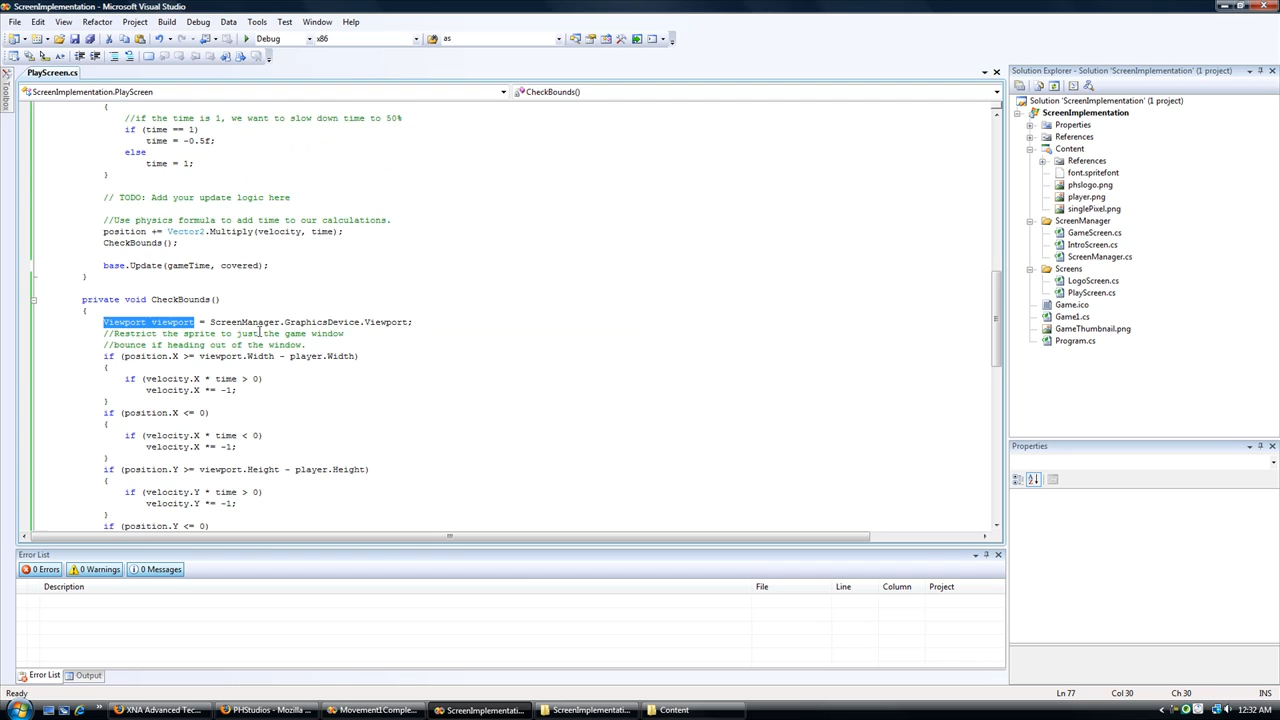 ScreenImplementation - Microsoft Visual Studio
File Edit View Refactor Project Build Debug Data Tools Test Window Help
Debug x86 as
Toolbox
PlayScreen.cs
ScreenImplementation.PlayScreen CheckBounds()
{
//if the time is 1, we want to slow down time to 50%
if (time == 1)
time = -0.5f;
else
time = 1;
}
// TODO: Add your update logic here
//Use physics formula to add time to our calculations.
position += Vector2.Multiply(velocity, time);
CheckBounds();
base.Update(gameTime, covered);
}
private void CheckBounds()
{
Viewport viewport = ScreenManager.GraphicsDevice.Viewport;
//Restrict the sprite to just the game window
//bounce if heading out of the window.
if (position.X >= viewport.Width - player.Width)
{
if (velocity.X * time > 0)
velocity.X *= -1;
}
if (position.X <= 0)
{
if (velocity.X * time < 0)
velocity.X *= -1;
}
if (position.Y >= viewport.Height - player.Height)
{
if (velocity.Y * time > 0)
velocity.Y *= -1;
}
if (position.Y <= 0)
Solution Explorer - Solution 'ScreenImplementation' (1 project)
Solution 'ScreenImplementation' (1 project)
ScreenImplementation
Properties
References
Content
References
font.spritefont
phslogo.png
player.png
singlePixel.png
ScreenManager
GameScreen.cs
IntroScreen.cs
ScreenManager.cs
Screens
LogoScreen.cs
PlayScreen.cs
Game.ico
Game1.cs
GameThumbnail.png
Program.cs
Properties
Error List
0 Errors 0 Warnings 0 Messages
Description File Line Column Project
Error List Output
Ready Ln 77 Col 30 Ch 30 INS
XNA Advanced Tec... PHStudios - Mozilla ... Movement1Comple... ScreenImplementati... ScreenImplementati... Content 12:32 AM